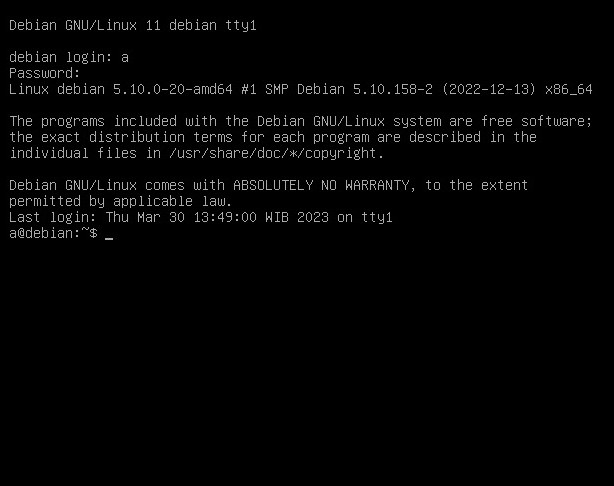 Debian GNU/Linux 11 debian tty1
debian login: a
Password:
Linux debian 5.10.0-20-amd64 #1 SMP Debian 5.10.158-2 (2022-12-13) x86_64
The programs included with the Debian GNU/Linux system are free software;
the exact distribution terms for each program are described in the
individual files in /usr/share/doc/*/copyright.
Debian GNU/Linux comes with ABSOLUTELY NO WARRANTY, to the extent
permitted by applicable law.
Last login: Thu Mar 30 13:49:00 WIB 2023 on tty1
a@debian:~$ _